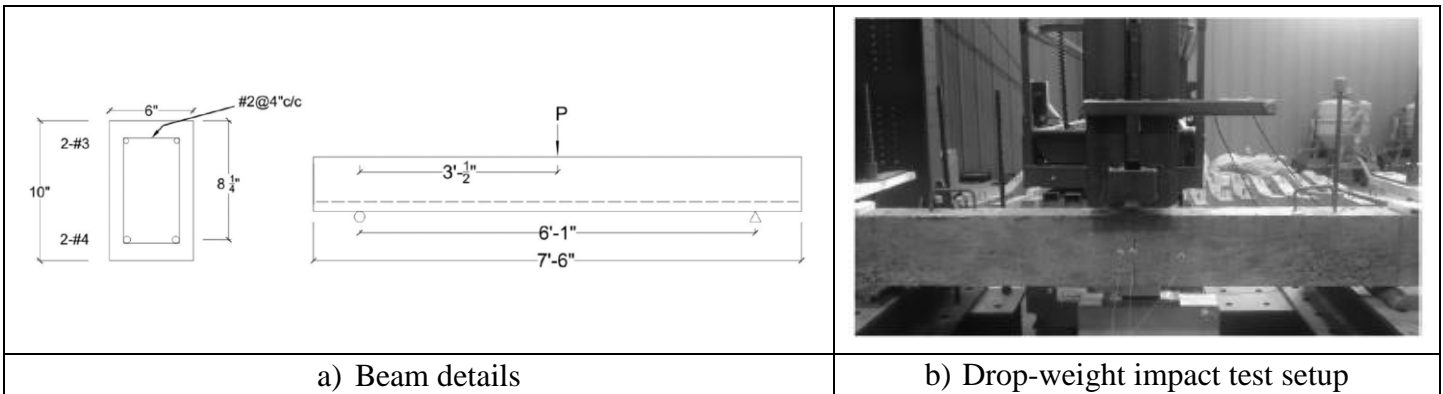 6"
#2@4"c/c
2-#3
10"
8 1/4"
2-#4
P
3'-1/2"
6'-1"
7'-6"
a) Beam details
b) Drop-weight impact test setup